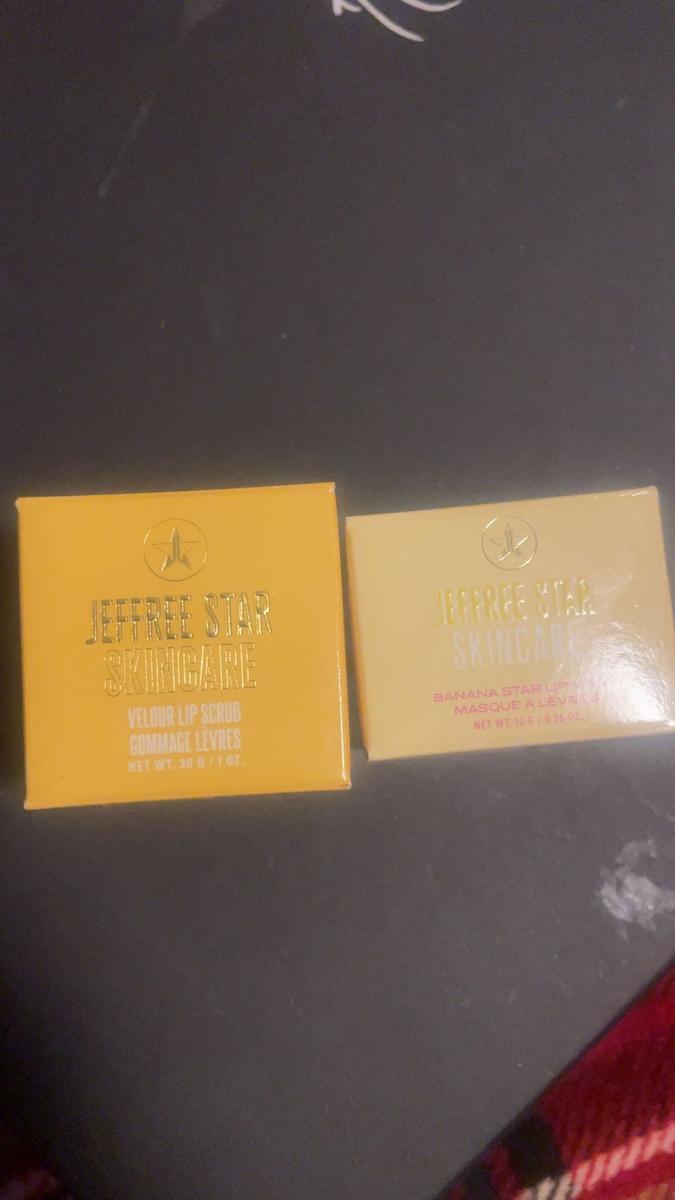 JEFFREE STAR
SKINCARE
VELOUR LIP SCRUB
GOMMAGE LÈVRES
NET WT. 30 G / 1 OZ.
JEFFREE STAR
SKINCARE
BANANA STAR LIP
MASQUE À LÈVRES
NET WT. 10 G / 0.35 OZ.